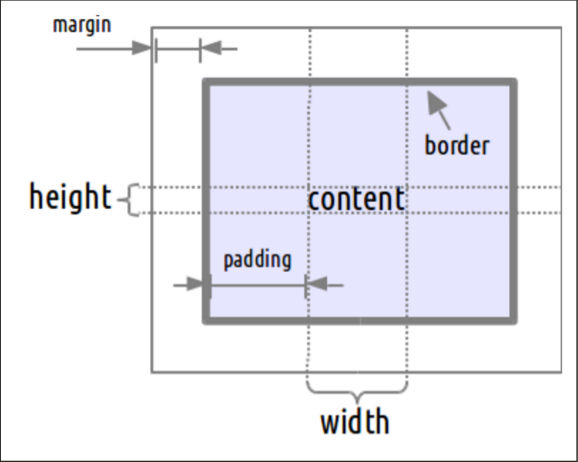 margin
border
height
content
padding
width